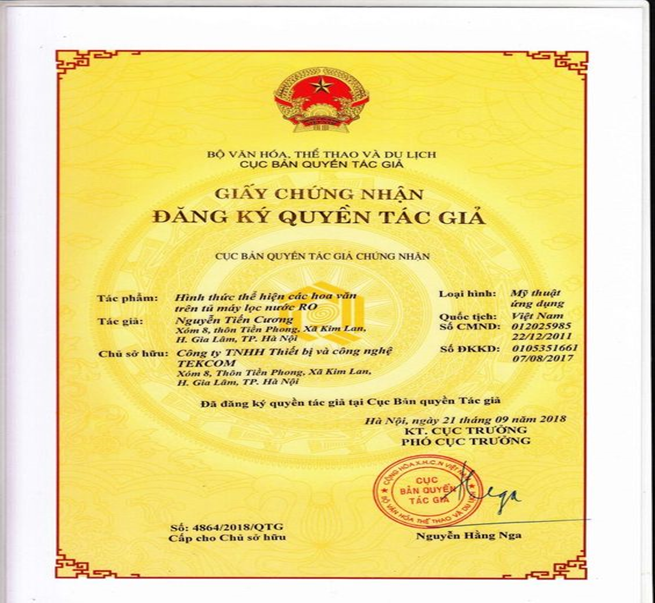 BỘ VĂN HÓA, THỂ THAO VÀ DU LỊCH
CỤC BẢN QUYỀN TÁC GIẢ
GIẤY CHỨNG NHẬN
ĐĂNG KÝ QUYỀN TÁC GIẢ
CỤC BẢN QUYỀN TÁC GIẢ CHỨNG NHẬN
Tác phẩm: Hình thức thể hiện các hoa văn
trên tủ máy lọc nước RO
Tác giả: Nguyễn Tiến Cương
Xóm 8, thôn Tiền Phong, Xã Kim Lan,
H. Gia Lâm, TP. Hà Nội
Chủ sở hữu: Công ty TNHH Thiết bị và công nghệ
TEKCOM
Xóm 8, Thôn Tiền Phong, Xã Kim Lan,
H. Gia Lâm, TP. Hà Nội
Loại hình: Mỹ thuật
ứng dụng
Quốc tịch: Việt Nam
Số CMND: 012025985
22/12/2011
Số ĐKKD: 0105351661
07/08/2017
Đã đăng ký quyền tác giả tại Cục Bản quyền Tác giả
Hà Nội, ngày 21 tháng 09 năm 2018
KT. CỤC TRƯỞNG
PHÓ CỤC TRƯỞNG
CỘNG HÒA X.H.C.N VIỆT NAM
CỤC
BẢN QUYỀN
TÁC GIẢ
BỘ VĂN HÓA THỂ THAO VÀ DU LỊCH
Nga
Số: 4864/2018/QTG
Cấp cho Chủ sở hữu
Nguyễn Hằng Nga